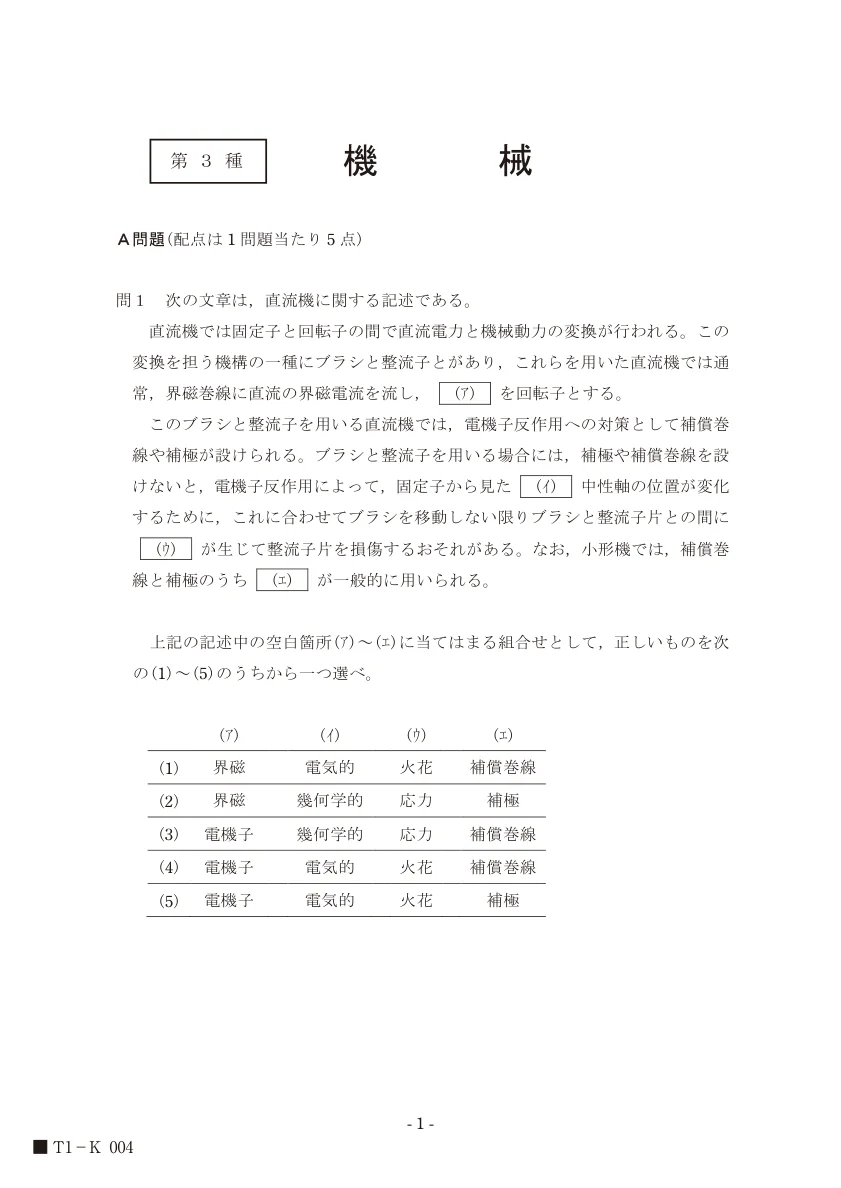 第 3 種
機 械
A問題(配点は1問題当たり5点)
問1 次の文章は，直流機に関する記述である。
直流機では固定子と回転子の間で直流電力と機械動力の変換が行われる。この
変換を担う機構の一種にブラシと整流子とがあり，これらを用いた直流機では通
常，界磁巻線に直流の界磁電流を流し， (ｱ) を回転子とする。
このブラシと整流子を用いる直流機では，電機子反作用への対策として補償巻
線や補極が設けられる。ブラシと整流子を用いる場合には，補極や補償巻線を設
けないと，電機子反作用によって，固定子から見た (ｲ) 中性軸の位置が変化
するために，これに合わせてブラシを移動しない限りブラシと整流子片との間に
(ｳ) が生じて整流子片を損傷するおそれがある。なお，小形機では，補償巻
線と補極のうち (ｴ) が一般的に用いられる。
上記の記述中の空白箇所(ｱ)～(ｴ)に当てはまる組合せとして，正しいものを次
の(1)～(5)のうちから一つ選べ。
(ｱ) (ｲ) (ｳ) (ｴ)
(1) 界磁 電気的 火花 補償巻線
(2) 界磁 幾何学的 応力 補極
(3) 電機子 幾何学的 応力 補償巻線
(4) 電機子 電気的 火花 補償巻線
(5) 電機子 電気的 火花 補極
- 1 -
■ T1－K 004